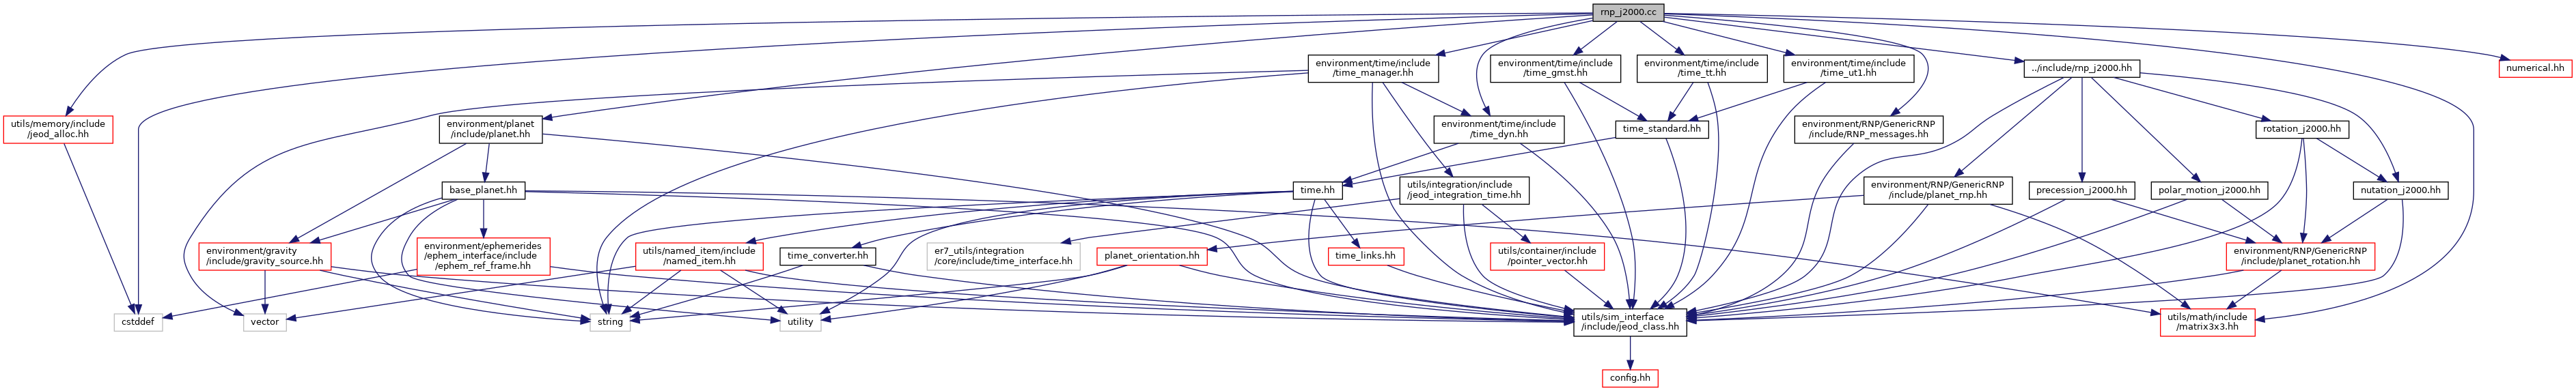 rnp_j2000.cc
environment/time/include
/time_manager.hh
environment/time/include
/time_gmst.hh
environment/time/include
/time_tt.hh
environment/time/include
/time_ut1.hh
../include/rnp_j2000.hh
numerical.hh
utils/memory/include
/jeod_alloc.hh
environment/planet
/include/planet.hh
environment/time/include
/time_dyn.hh
time_standard.hh
environment/RNP/GenericRNP
/include/RNP_messages.hh
rotation_j2000.hh
base_planet.hh
time.hh
utils/integration/include
/jeod_integration_time.hh
environment/RNP/GenericRNP
/include/planet_rnp.hh
precession_j2000.hh
polar_motion_j2000.hh
nutation_j2000.hh
environment/gravity
/include/gravity_source.hh
environment/ephemerides
/ephem_interface/include
/ephem_ref_frame.hh
utils/named_item/include
/named_item.hh
time_converter.hh
er7_utils/integration
/core/include/time_interface.hh
planet_orientation.hh
time_links.hh
utils/container/include
/pointer_vector.hh
environment/RNP/GenericRNP
/include/planet_rotation.hh
cstddef
vector
string
utility
utils/sim_interface
/include/jeod_class.hh
utils/math/include
/matrix3x3.hh
config.hh